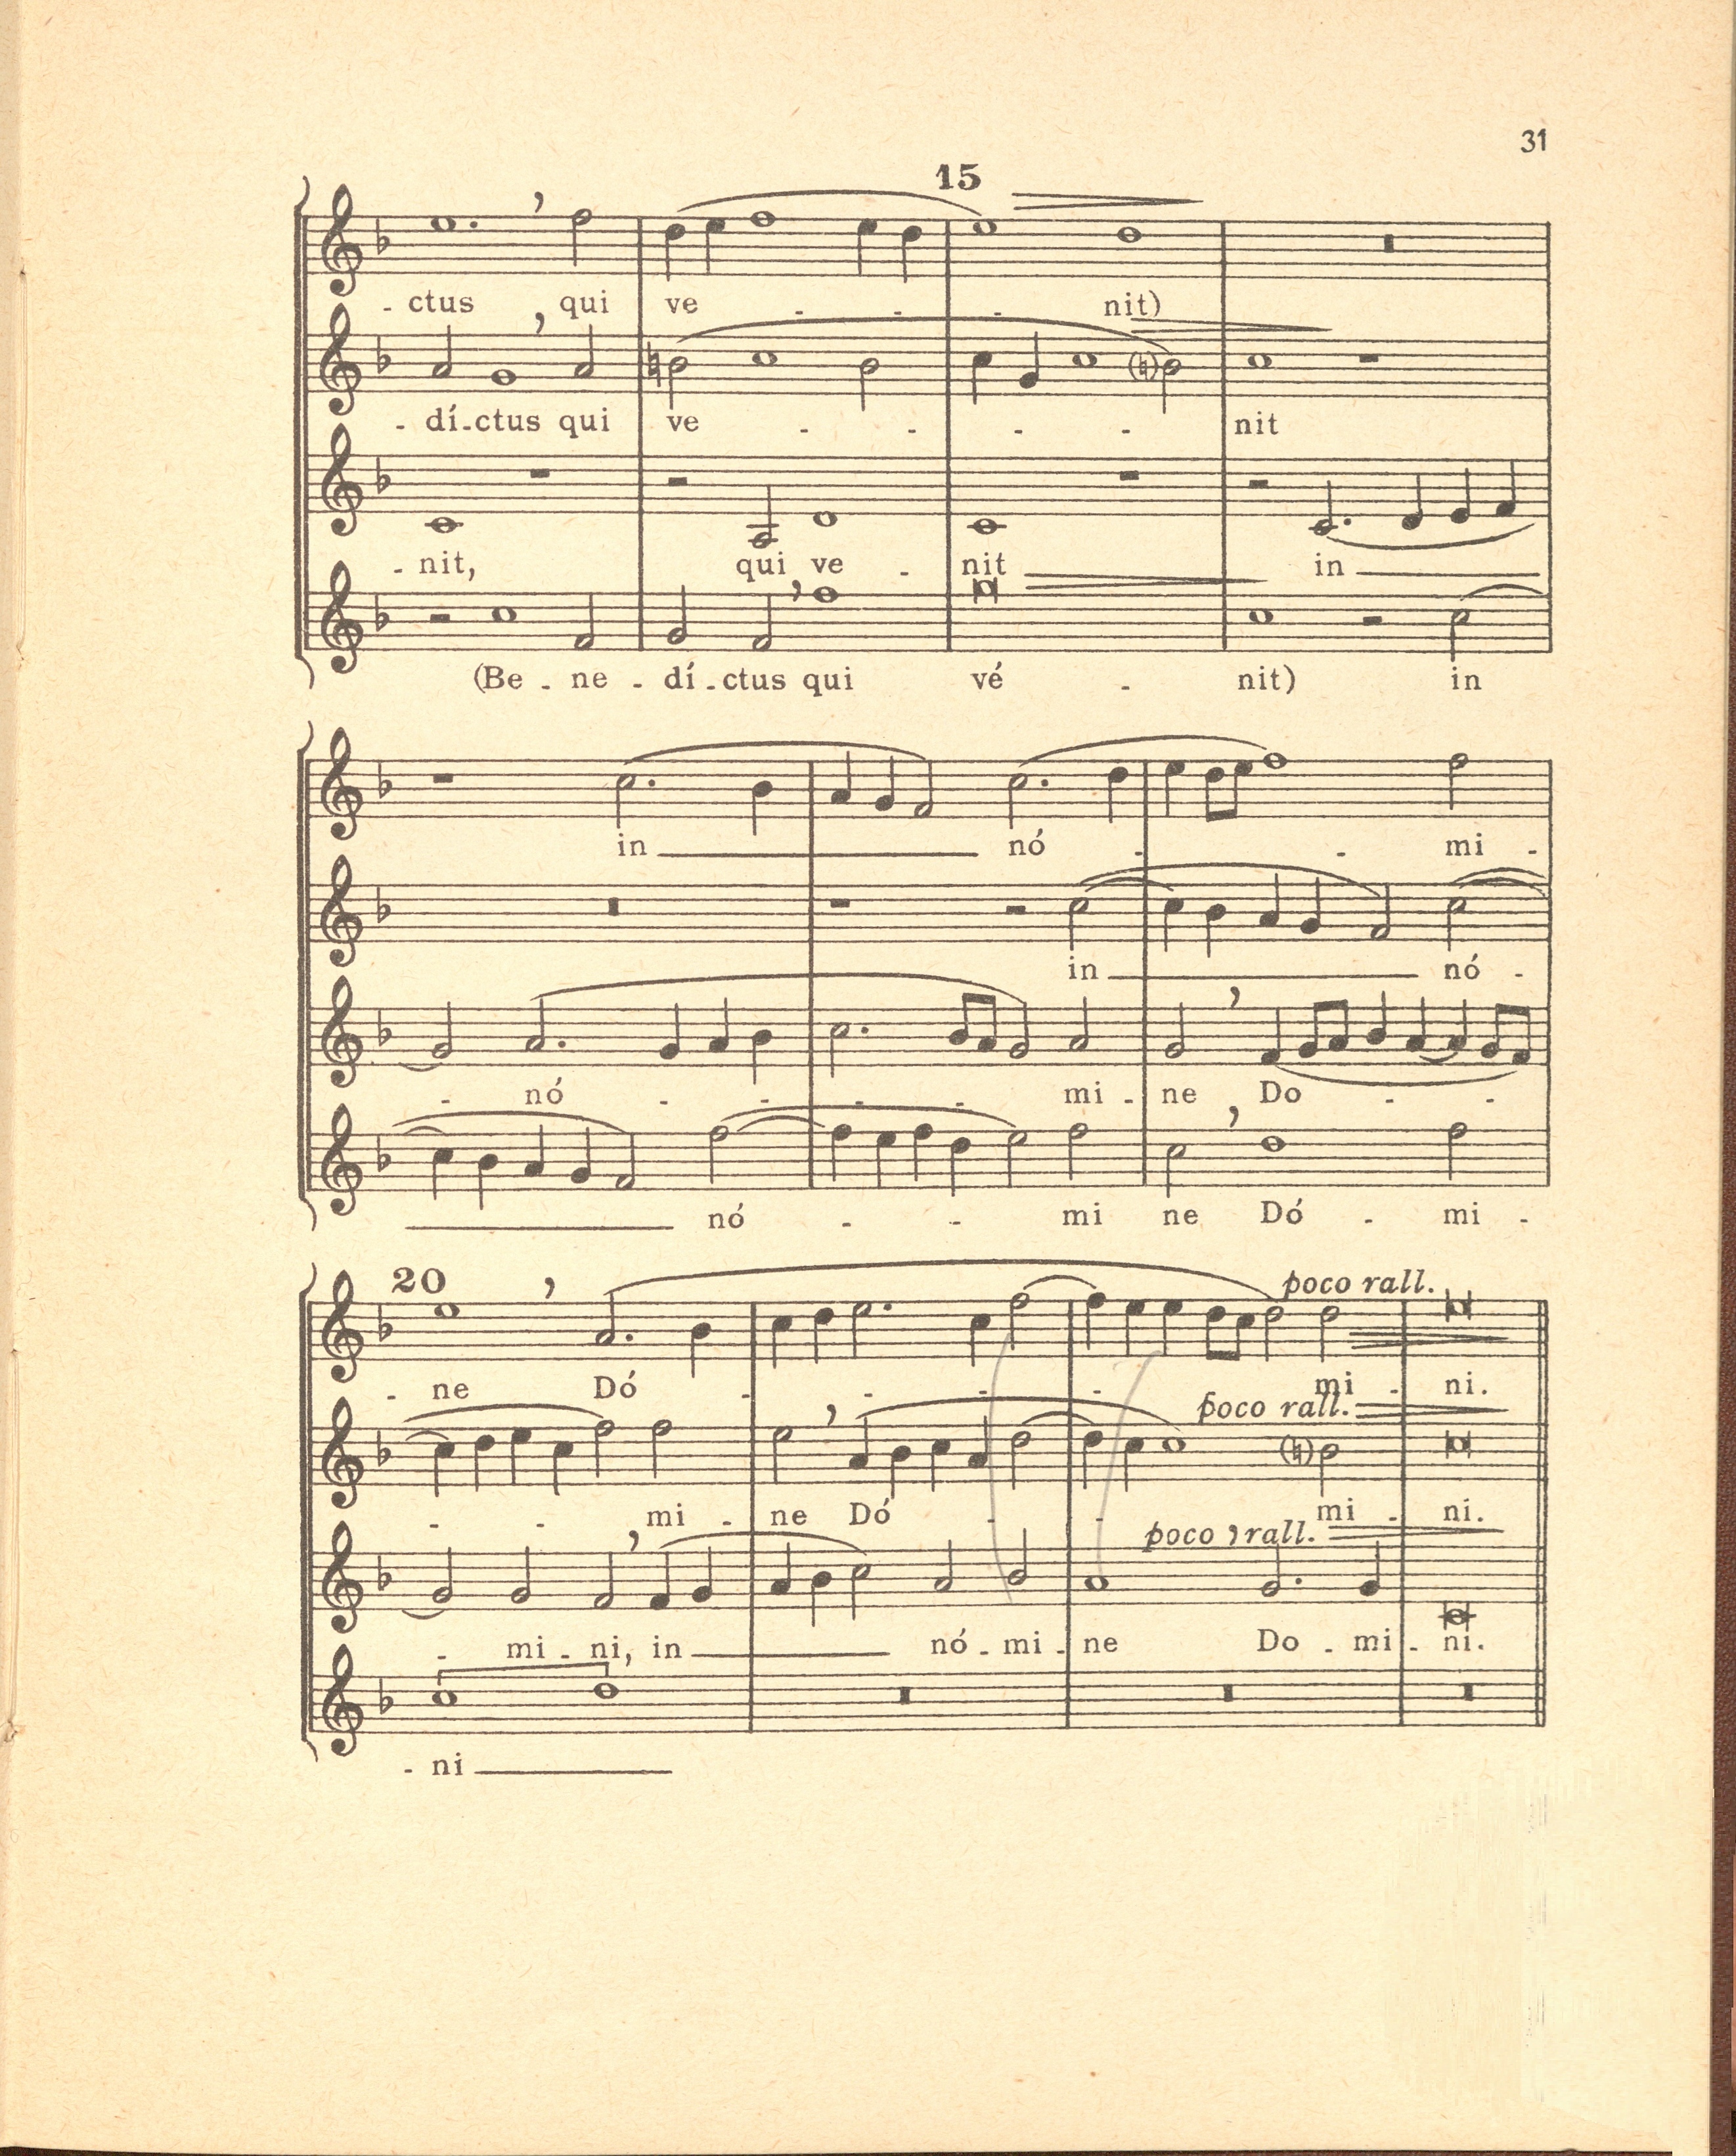 31
15
- ctus qui ve - - - nit)
- dí-ctus qui ve - - - - nit
- nit, qui ve - nit in
(Be - ne - dí - ctus qui vé - nit) in
in nó - - mi -
in nó -
- nó - - - - mi - ne Do - -
nó - - mi ne Dó - mi -
20
poco rall.
- ne Dó - - - - mi - ni.
poco rall.
- - mi - ne Dó - - mi - ni.
poco rall.
- mi - ni, in nó - mi - ne Do - mi - ni.
- ni